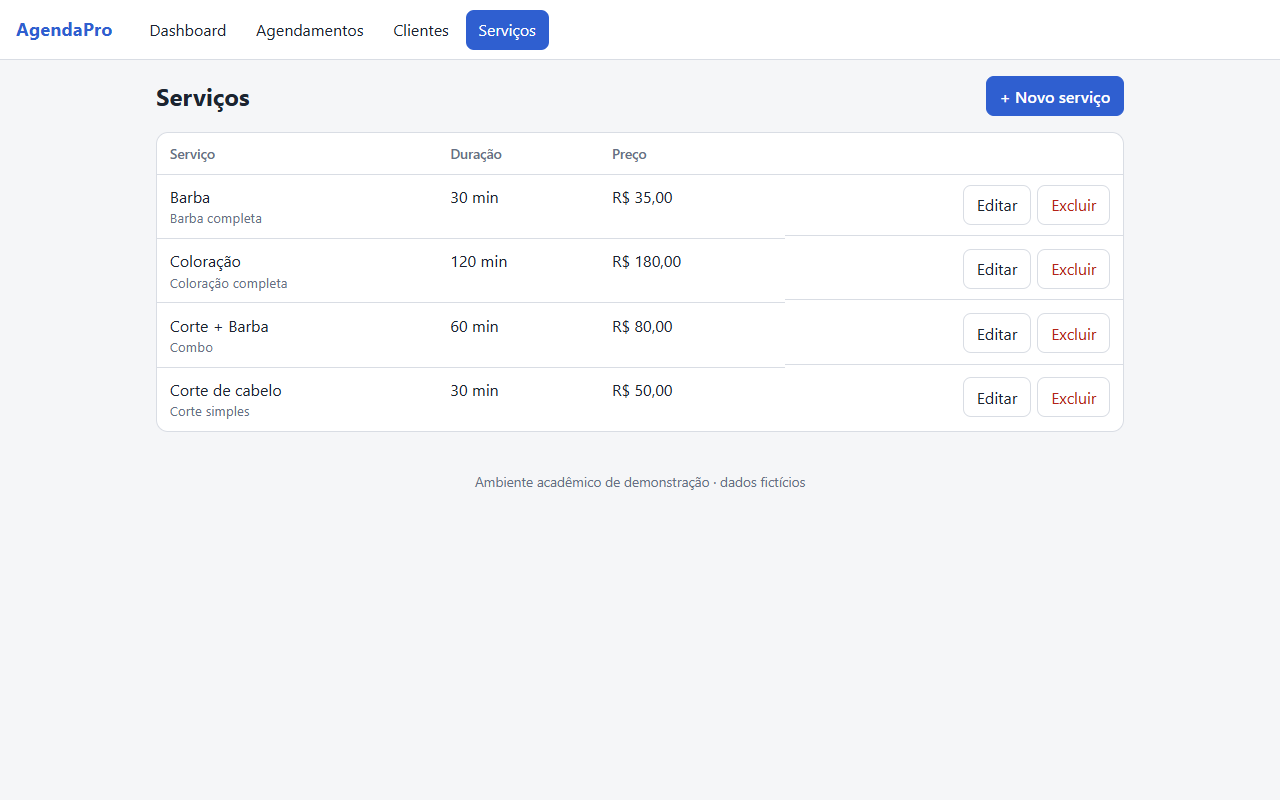 AgendaPro Dashboard Agendamentos Clientes Serviços
Serviços + Novo serviço
Serviço Duração Preço
Barba 30 min R$ 35,00 Editar Excluir
Barba completa
Coloração 120 min R$ 180,00 Editar Excluir
Coloração completa
Corte + Barba 60 min R$ 80,00 Editar Excluir
Combo
Corte de cabelo 30 min R$ 50,00 Editar Excluir
Corte simples
Ambiente acadêmico de demonstração · dados fictícios